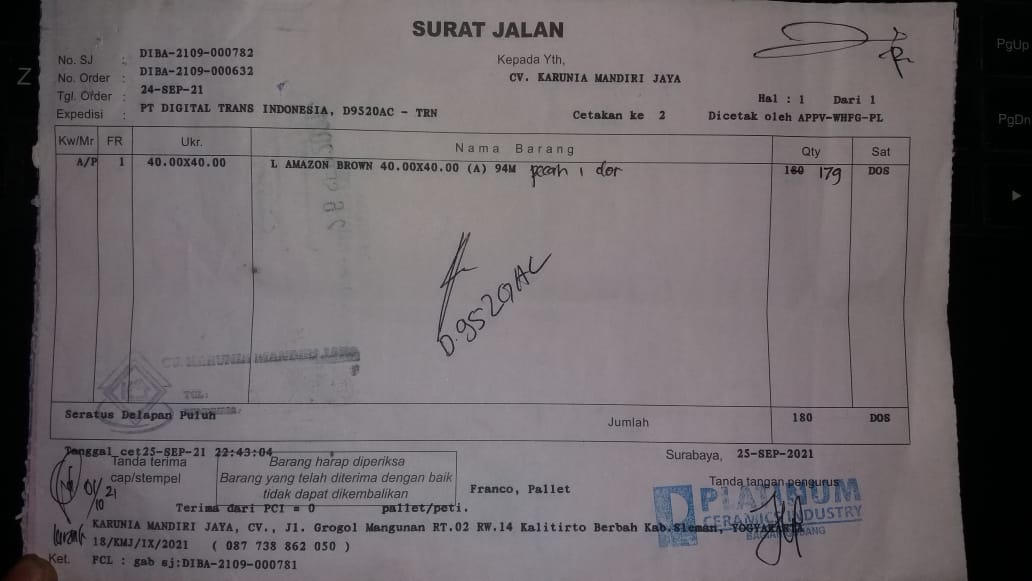 SURAT JALAN
No. SJ : DIBA-2109-000782
No. Order : DIBA-2109-000632
Tgl. Order : 24-SEP-21
Expedisi : PT DIGITAL TRANS INDONESIA, D9520AC - TRN
Kepada Yth,
CV. KARUNIA MANDIRI JAYA
Hal : 1 Dari 1
Cetakan ke 2 Dicetak oleh APPV-WHFG-PL
Kw/Mr FR Ukr. Nama Barang Qty Sat
A/P 1 40.00X40.00 L AMAZON BROWN 40.00X40.00 (A) 94M pecah 1 dor 180 179 DOS
D.9520AC
CV. KARUNIA MANDIRI JAYA
TGL:
Seratus Delapan Puluh Jumlah 180 DOS
Tanggal cet25-SEP-21 22:43:04
Surabaya, 25-SEP-2021
Tanda terima
cap/stempel
01/10 21
Barang harap diperiksa
Barang yang telah diterima dengan baik
tidak dapat dikembalikan
Franco, Pallet
Tanda tangan pengurus
PLATINUM
CERAMICS INDUSTRY
BAGIAN GUDANG
Terima dari PCI = 0 pallet/peti.
KARUNIA MANDIRI JAYA, CV., Jl. Grogol Mangunan RT.02 RW.14 Kalitirto Berbah Kab.Sleman, YOGYAKARTA
18/KMJ/IX/2021 ( 087 738 862 050 )
Ket. FCL : gab sj:DIBA-2109-000781
Z
PgUp
PgDn